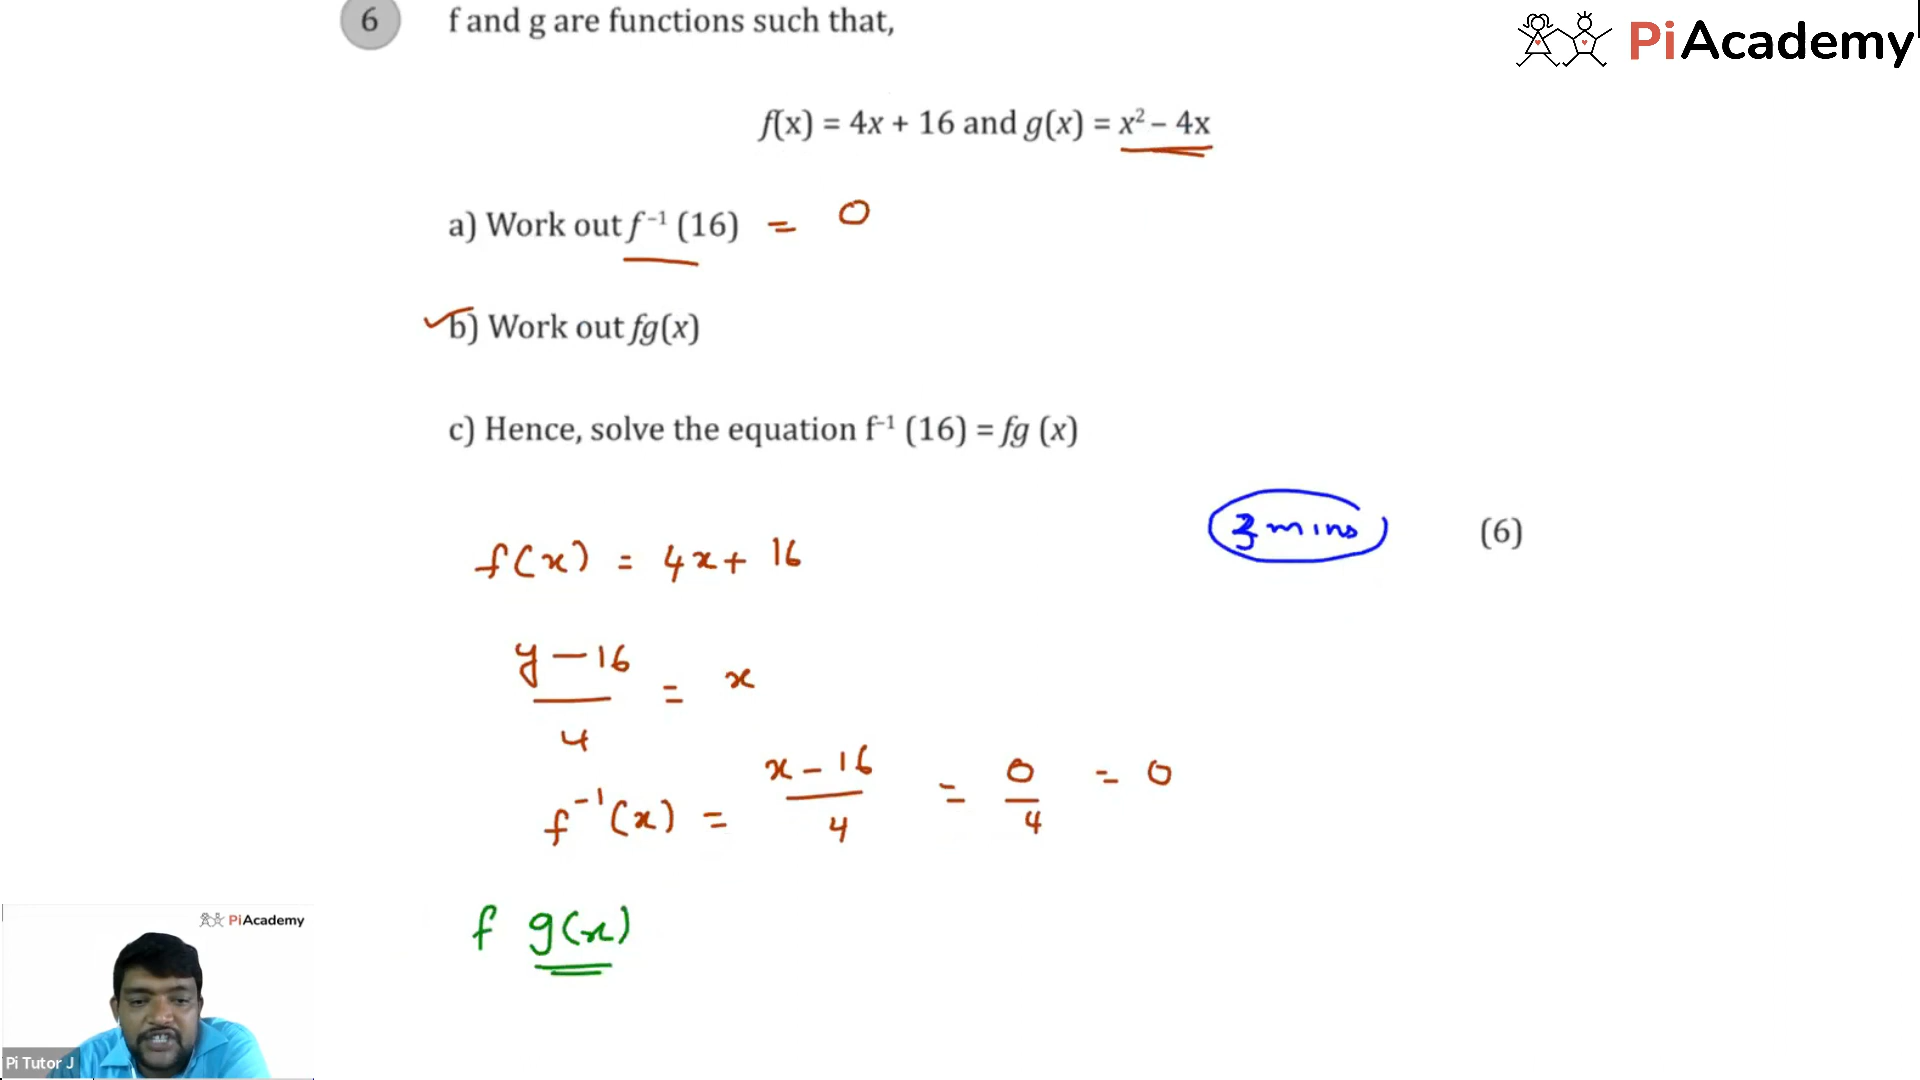 6 f and g are functions such that,
PiAcademy
f(x) = 4x + 16 and g(x) = x² – 4x
a) Work out f⁻¹ (16) = 0
b) Work out fg(x)
c) Hence, solve the equation f⁻¹ (16) = fg (x)
3 mins (6)
f(x) = 4x + 16
y – 16 / 4 = x
f⁻¹(x) = x – 16 / 4 = 0 / 4 = 0
f g(x)
PiAcademy
Pi Tutor J